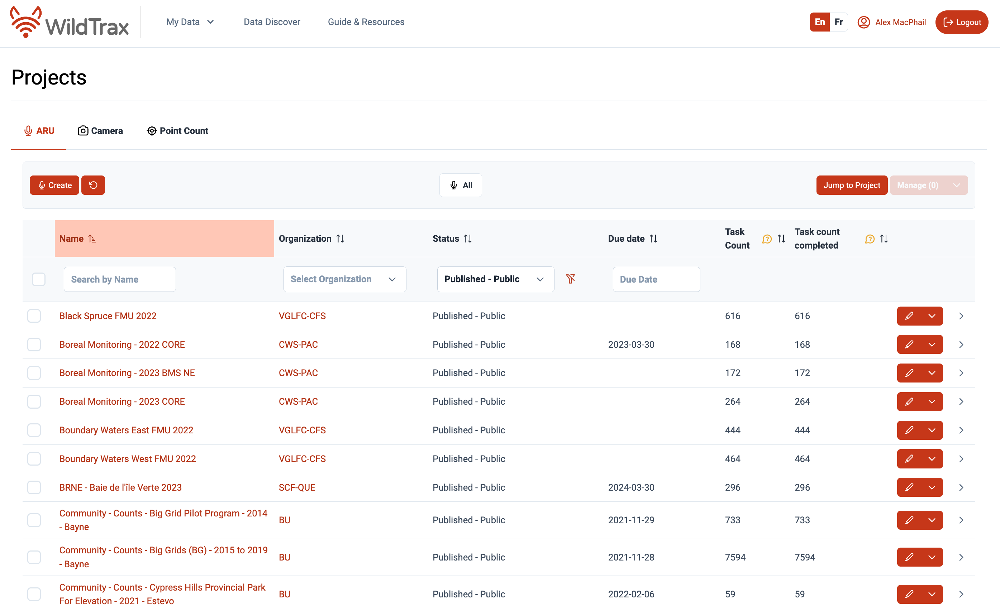 WildTrax
My Data
Data Discover
Guide & Resources
En
Fr
Alex MacPhail
Logout
Projects
ARU
Camera
Point Count
Create
All
Jump to Project
Manage (0)
Name
Organization
Status
Due date
Task Count
Task count completed
Search by Name
Select Organization
Published - Public
Due Date
Black Spruce FMU 2022 VGLFC-CFS Published - Public 616 616
Boreal Monitoring - 2022 CORE CWS-PAC Published - Public 2023-03-30 168 168
Boreal Monitoring - 2023 BMS NE CWS-PAC Published - Public 172 172
Boreal Monitoring - 2023 CORE CWS-PAC Published - Public 264 264
Boundary Waters East FMU 2022 VGLFC-CFS Published - Public 444 444
Boundary Waters West FMU 2022 VGLFC-CFS Published - Public 464 464
BRNE - Baie de l'île Verte 2023 SCF-QUE Published - Public 2024-03-30 296 296
Community - Counts - Big Grid Pilot Program - 2014
- Bayne
BU Published - Public 2021-11-29 733 733
Community - Counts - Big Grids (BG) - 2015 to 2019
- Bayne
BU Published - Public 2021-11-28 7594 7594
Community - Counts - Cypress Hills Provincial Park
For Elevation - 2021 - Estevo
BU Published - Public 2022-02-06 59 59